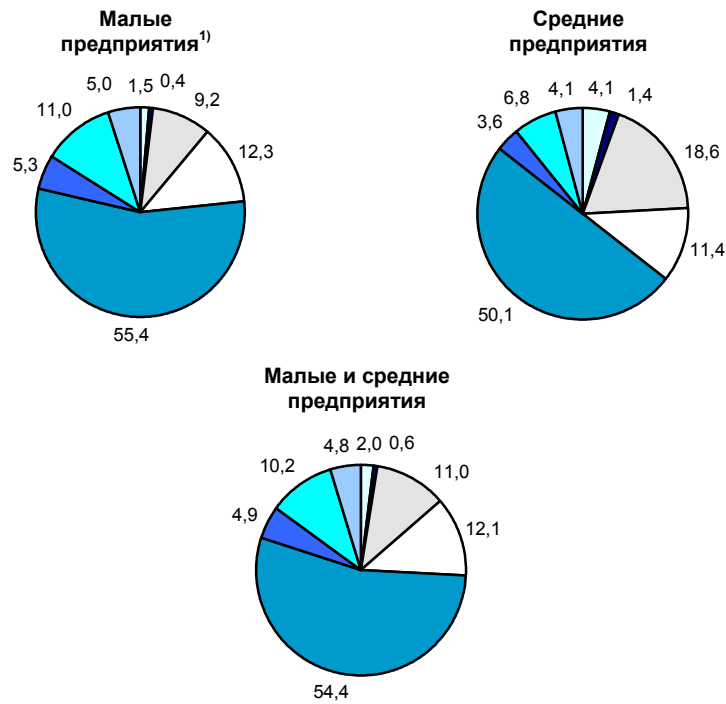 Малые
предприятия1)
Средние
предприятия
5,0 1,5 0,4
11,0 9,2
5,3 12,3
55,4
6,8 4,1 4,1 1,4
3,6 18,6
11,4
50,1
Малые и средние
предприятия
4,8 2,0 0,6
10,2 11,0
4,9 12,1
54,4